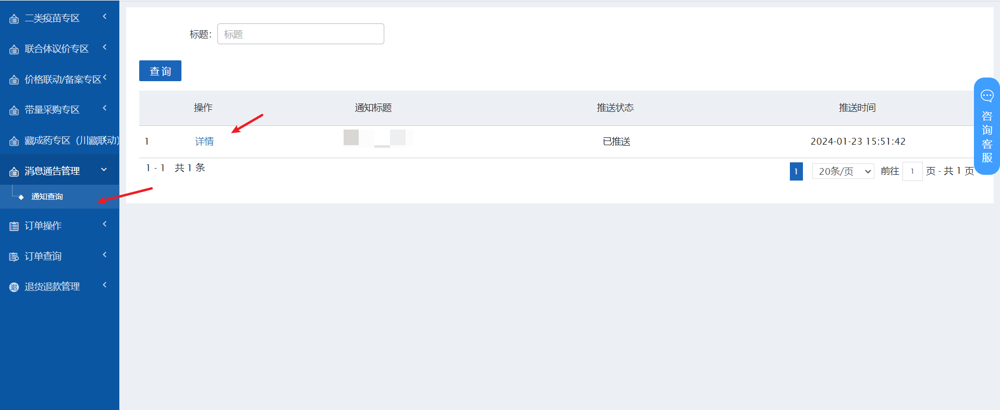 二类疫苗专区
联合体议价专区
价格联动/备案专区
带量采购专区
藏成药专区（川藏联动）
消息通告管理
通知查询
订单操作
订单查询
退 退货退款管理
标题： 标题
查询
操作 通知标题 推送状态 推送时间
1 详情 已推送 2024-01-23 15:51:42
1 - 1 共 1 条
1 20条/页 前往 1 页 - 共 1 页
咨询客服